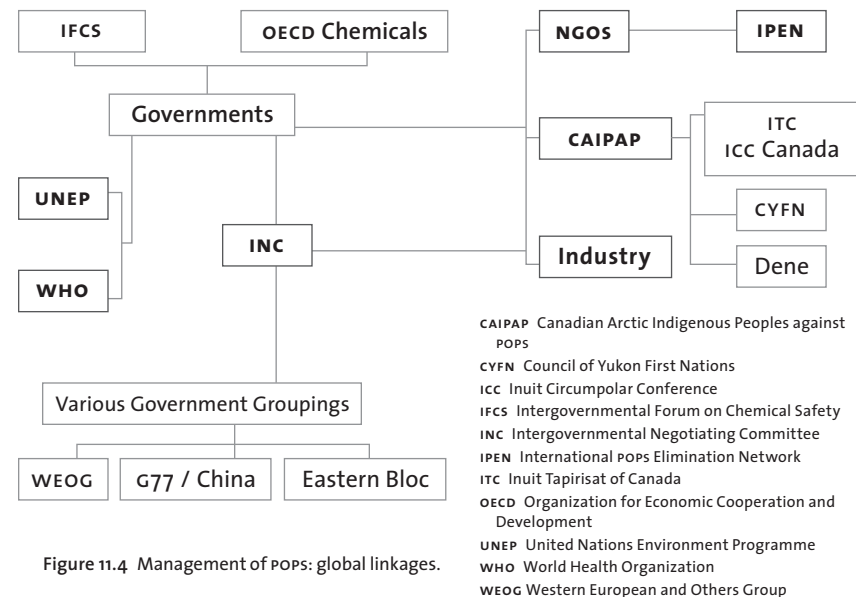 IFCS
OECD Chemicals
NGOS
IPEN
Governments
CAIPAP
ITC
ICC Canada
UNEP
CYFN
INC
Industry
Dene
WHO
Various Government Groupings
WEOG
G77 / China
Eastern Bloc
CAIPAP Canadian Arctic Indigenous Peoples against
POPS
CYFN Council of Yukon First Nations
ICC Inuit Circumpolar Conference
IFCS Intergovernmental Forum on Chemical Safety
INC Intergovernmental Negotiating Committee
IPEN International POPS Elimination Network
ITC Inuit Tapirisat of Canada
OECD Organization for Economic Cooperation and
Development
UNEP United Nations Environment Programme
WHO World Health Organization
WEOG Western European and Others Group
Figure 11.4 Management of POPs: global linkages.